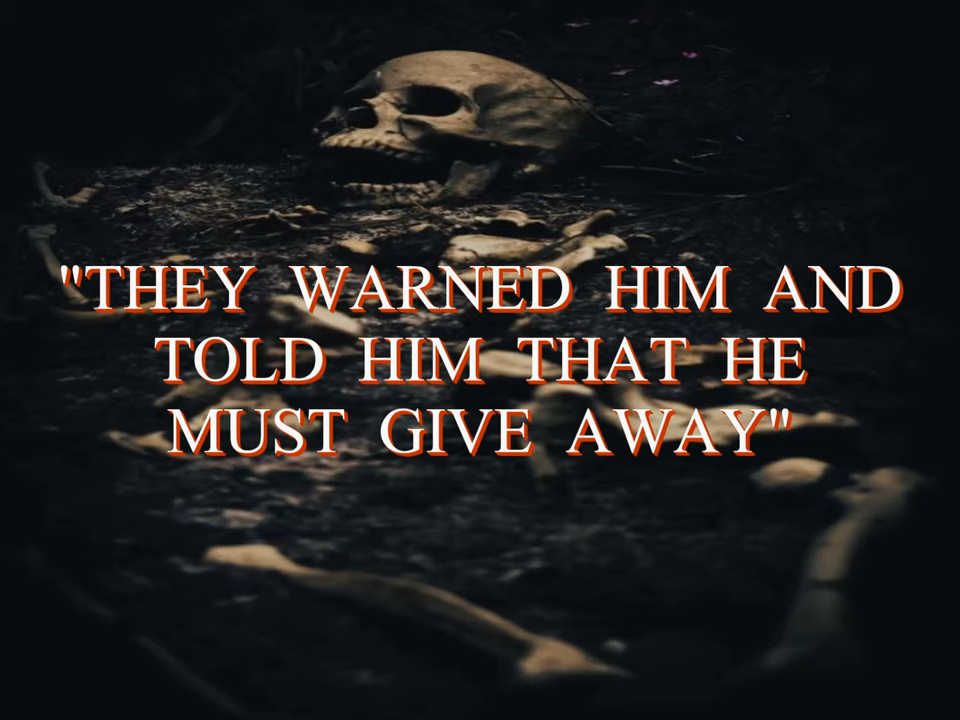 "THEY WARNED HIM AND
TOLD HIM THAT HE
MUST GIVE AWAY"